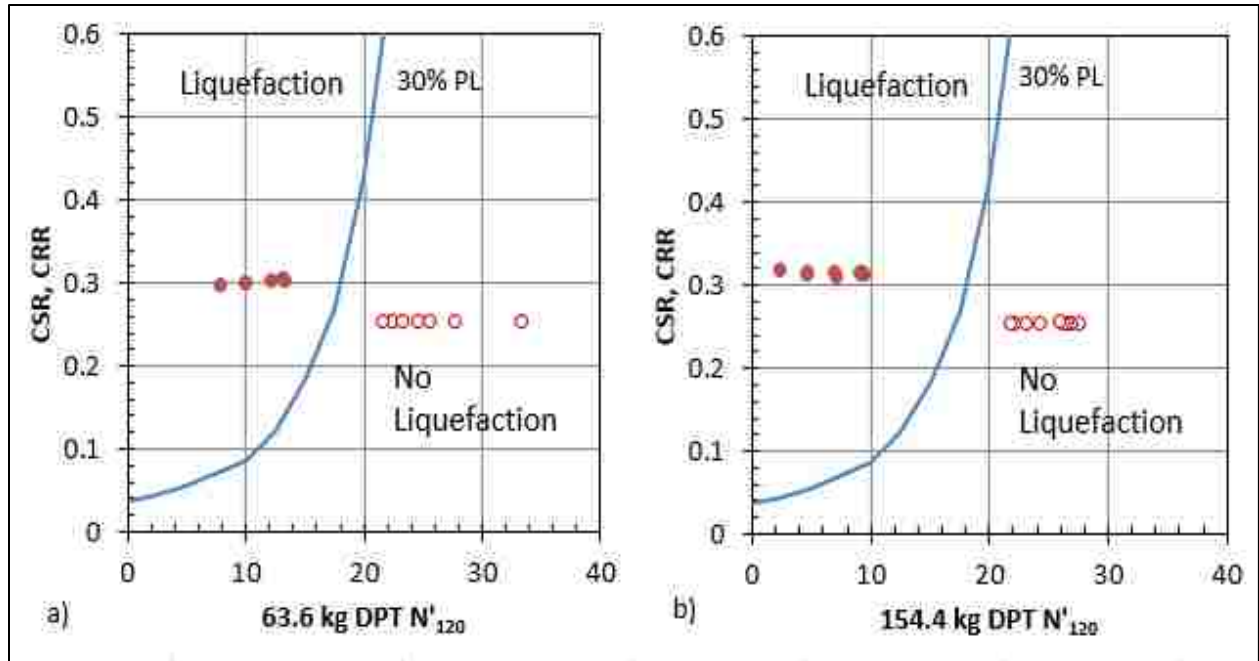 0.6
0.5
0.4
0.3
0.2
0.1
0
CSR, CRR
Liquefaction
30% PL
No
Liquefaction
0 10 20 30 40
a) 63.6 kg DPT N'120
0.6
0.5
0.4
0.3
0.2
0.1
0
CSR, CRR
Liquefaction
30% PL
No
Liquefaction
0 10 20 30 40
b) 154.4 kg DPT N'120